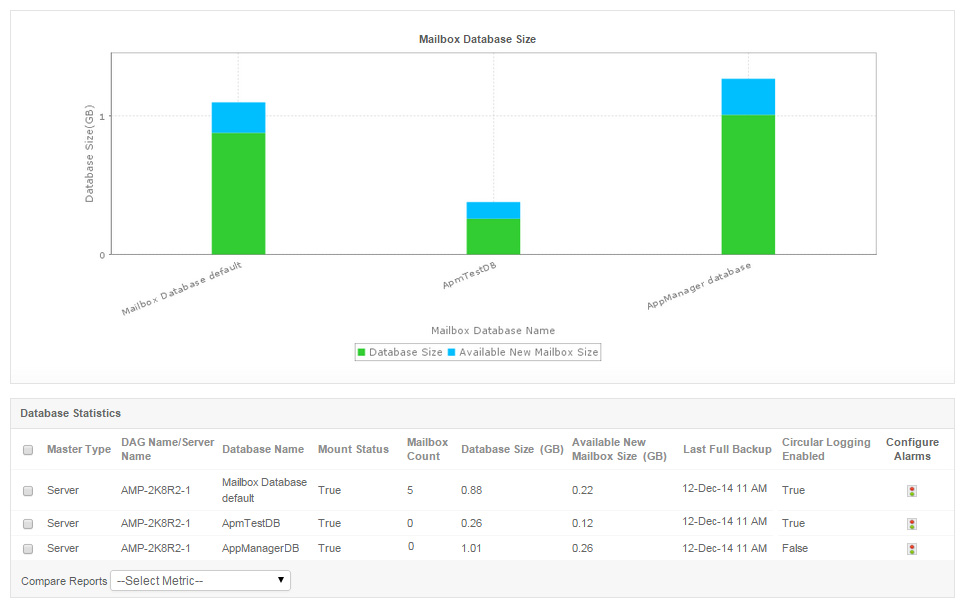 Mailbox Database Size
Database Size(GB)
1
0
Mailbox Database default
ApmTestDB
AppManager database
Mailbox Database Name
Database Size Available New Mailbox Size
Database Statistics
Master Type DAG Name/Server Name Database Name Mount Status Mailbox Count Database Size (GB) Available New Mailbox Size (GB) Last Full Backup Circular Logging Enabled Configure Alarms
Server AMP-2K8R2-1 Mailbox Database default True 5 0.88 0.22 12-Dec-14 11 AM True
Server AMP-2K8R2-1 ApmTestDB True 0 0.26 0.12 12-Dec-14 11 AM True
Server AMP-2K8R2-1 AppManagerDB True 0 1.01 0.26 12-Dec-14 11 AM False
Compare Reports --Select Metric--